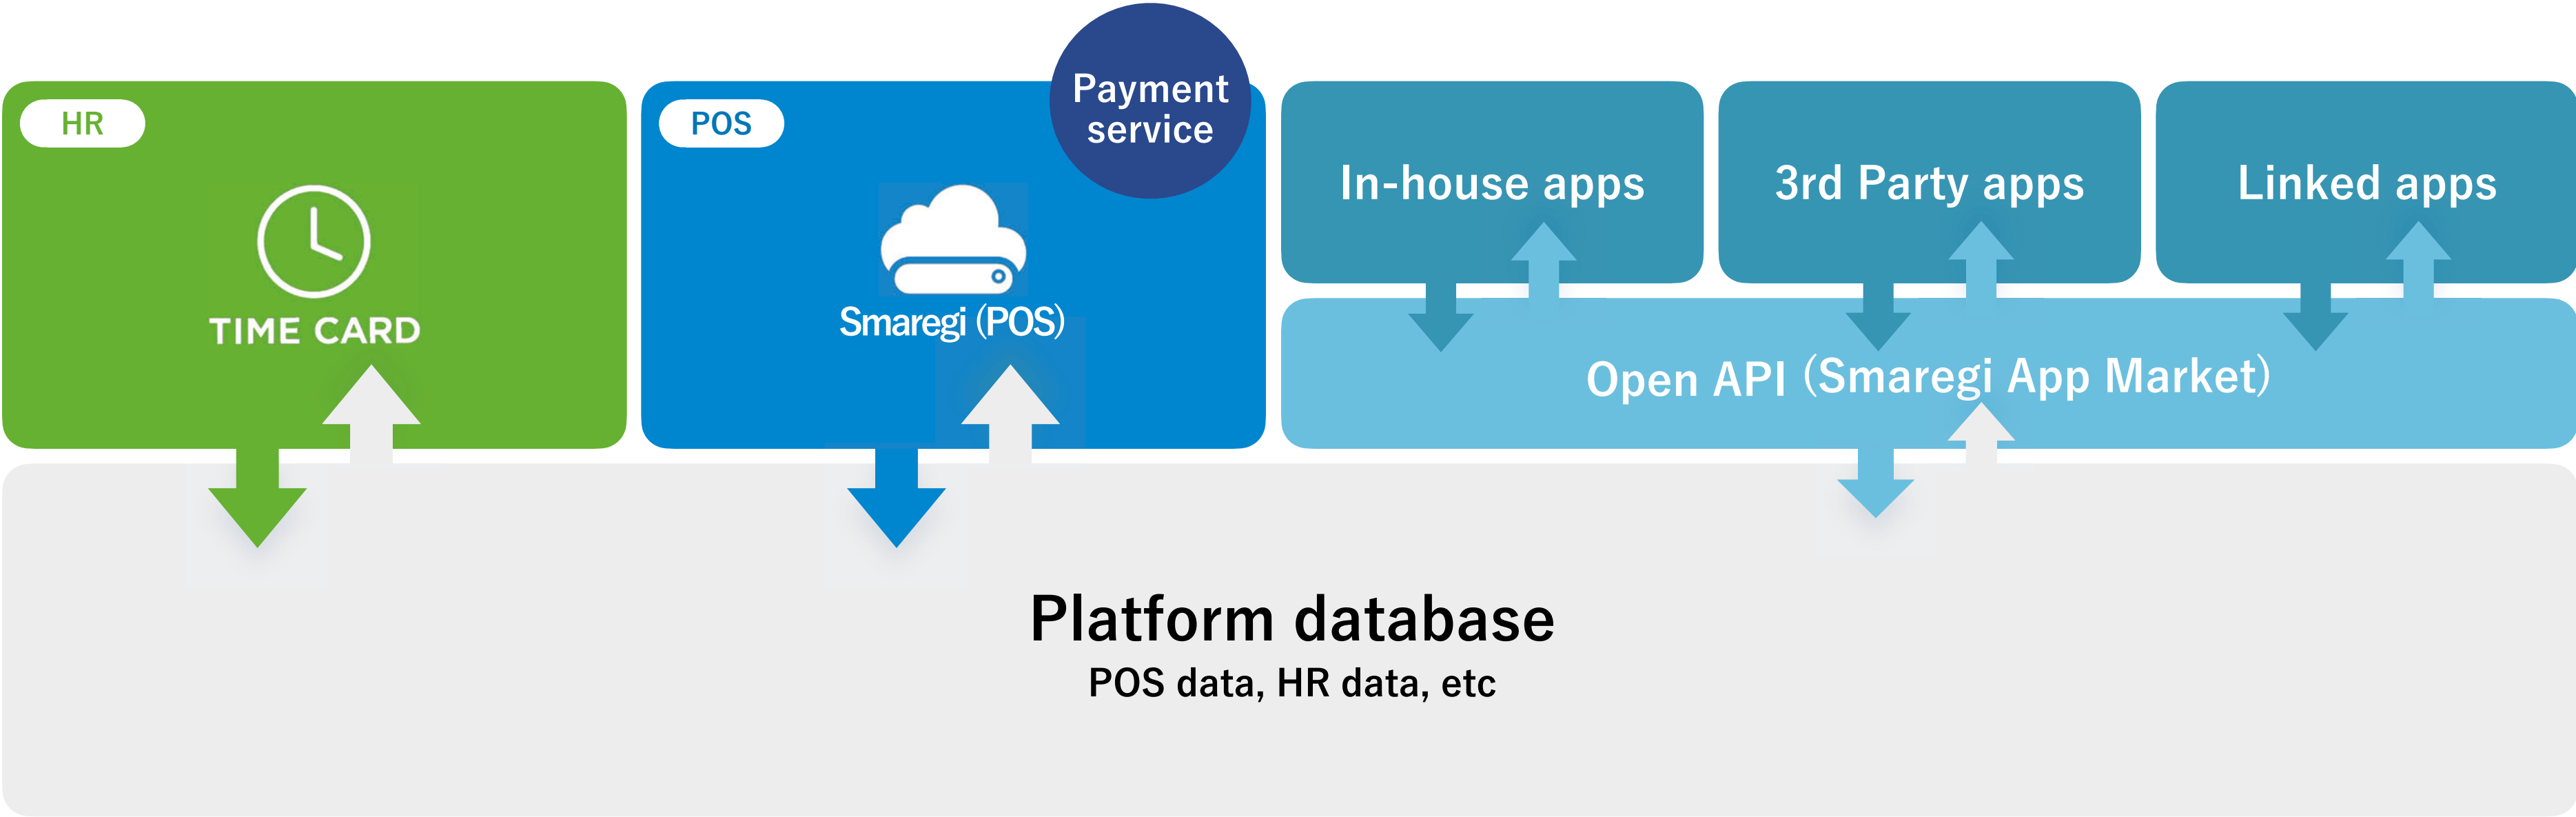 HR
TIME CARD
POS
Payment
service
Smaregi (POS)
In-house apps
3rd Party apps
Linked apps
Open API (Smaregi App Market)
Platform database
POS data, HR data, etc